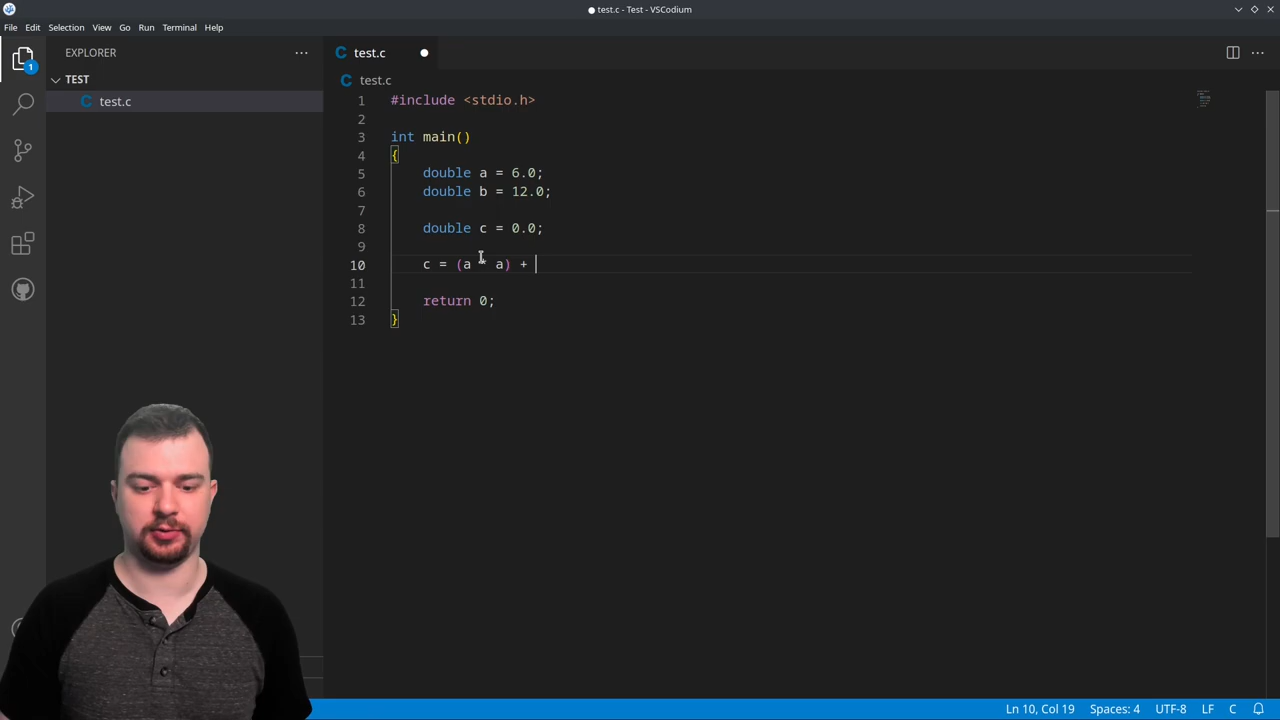 ● test.c - Test - VSCodium
File Edit Selection View Go Run Terminal Help
EXPLORER ...
test.c ●
1
TEST
test.c
test.c
1 #include <stdio.h>
2
3 int main()
4 {
5 double a = 6.0;
6 double b = 12.0;
7
8 double c = 0.0;
9
10 c = (a * a) +
11
12 return 0;
13 }
Ln 10, Col 19 Spaces: 4 UTF-8 LF C